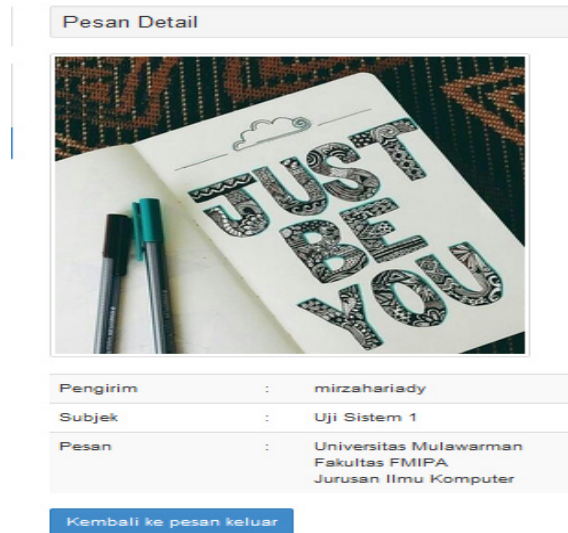 Pesan Detail
JUST
BE
YOU
Pengirim : mirzahariady
Subjek : Uji Sistem 1
Pesan : Universitas Mulawarman
Fakultas FMIPA
Jurusan Ilmu Komputer
Kembali ke pesan keluar